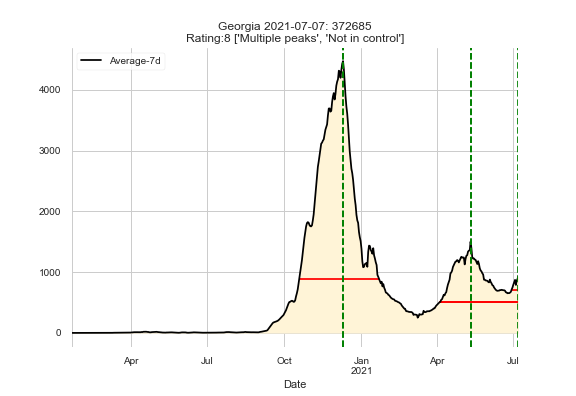 Georgia 2021-07-07: 372685
Rating:8 ['Multiple peaks', 'Not in control']
Average-7d
4000
3000
2000
1000
0
Apr
Jul
Oct
Jan
2021
Apr
Jul
Date